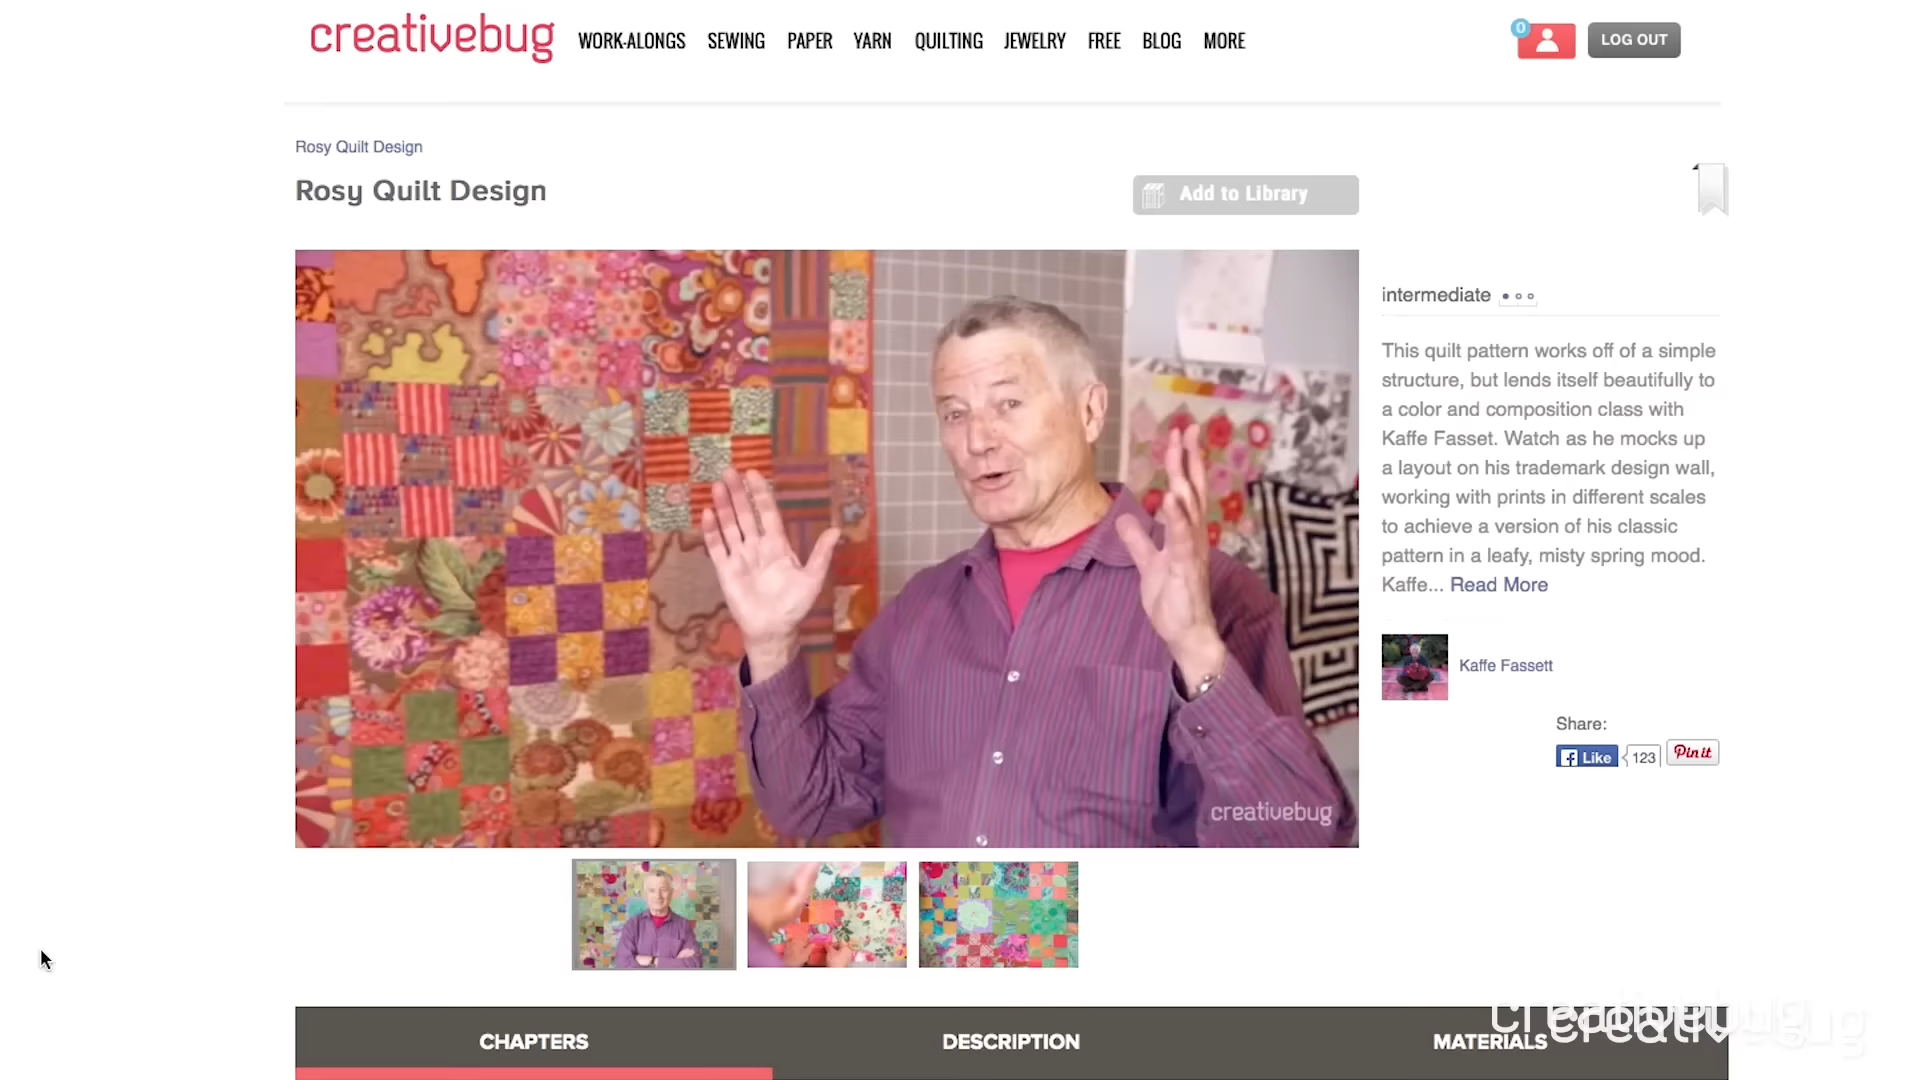 creativebug WORK-ALONGS SEWING PAPER YARN QUILTING JEWELRY FREE BLOG MORE 0 LOG OUT
Rosy Quilt Design
Rosy Quilt Design
Add to Library
intermediate
This quilt pattern works off of a simple
structure, but lends itself beautifully to
a color and composition class with
Kaffe Fasset. Watch as he mocks up
a layout on his trademark design wall,
working with prints in different scales
to achieve a version of his classic
pattern in a leafy, misty spring mood.
Kaffe... Read More
Kaffe Fassett
Share:
Like 123 Pin it
creativebug
CHAPTERS DESCRIPTION MATERIALS
creativebug
creativebug